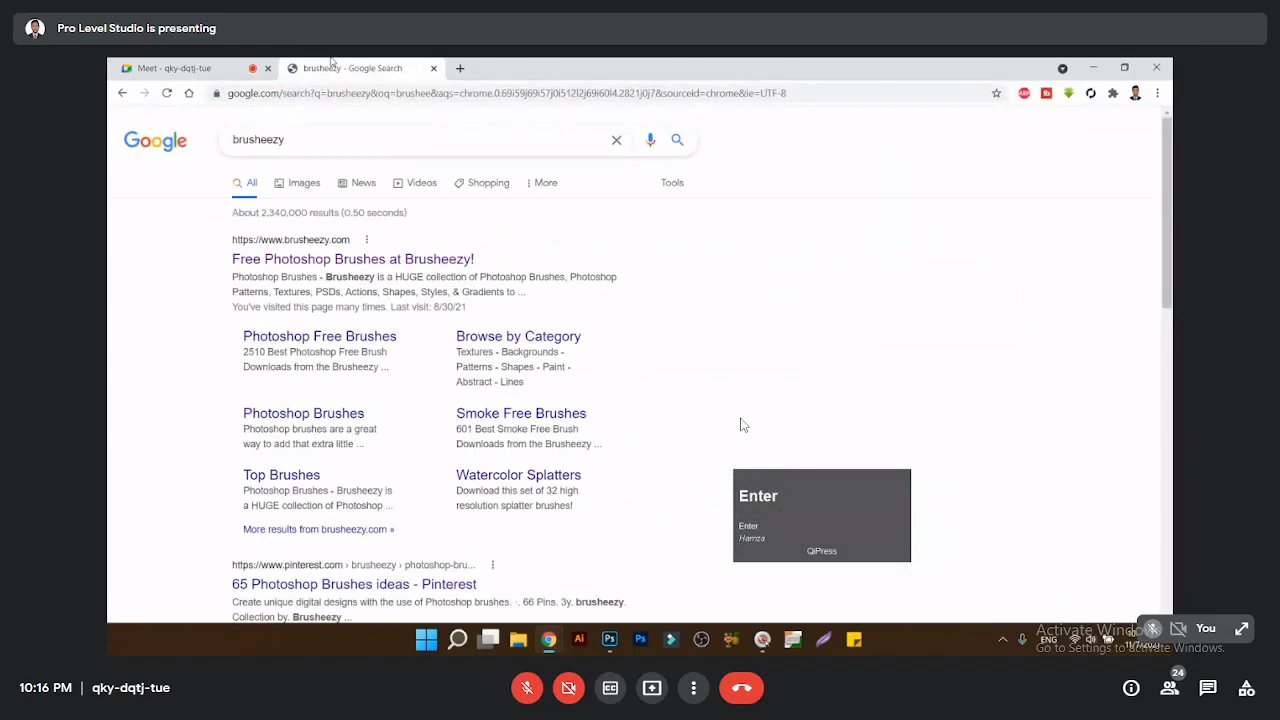 Pro Level Studio is presenting
Meet - qky-dqtj-tue
brusheezy - Google Search
google.com/search?q=brusheezy&oq=brushee&aqs=chrome.0.69i59j69i57j0i512l2j69i60l4.2821j0j7&sourceid=chrome&ie=UTF-8
Google
brusheezy
All
Images
News
Videos
Shopping
More
Tools
About 2,340,000 results (0.50 seconds)
https://www.brusheezy.com
Free Photoshop Brushes at Brusheezy!
Photoshop Brushes - Brusheezy is a HUGE collection of Photoshop Brushes, Photoshop
Patterns, Textures, PSDs, Actions, Shapes, Styles, & Gradients to ...
You've visited this page many times. Last visit: 8/30/21
Photoshop Free Brushes
2510 Best Photoshop Free Brush
Downloads from the Brusheezy ...
Browse by Category
Textures - Backgrounds -
Patterns - Shapes - Paint -
Abstract - Lines
Photoshop Brushes
Photoshop brushes are a great
way to add that extra little ...
Smoke Free Brushes
601 Best Smoke Free Brush
Downloads from the Brusheezy ...
Top Brushes
Photoshop Brushes - Brusheezy is
a HUGE collection of Photoshop ...
Watercolor Splatters
Download this set of 32 high
resolution splatter brushes!
More results from brusheezy.com »
https://www.pinterest.com › brusheezy › photoshop-bru...
65 Photoshop Brushes ideas - Pinterest
Create unique digital designs with the use of Photoshop brushes. ·. 66 Pins. 3y. brusheezy.
Collection by. Brusheezy ...
Enter
Enter
Hamza
QiPress
Ai
Ps
Ps
ENG
Activate
Go to Settings to activate Windows.
You
10:16 PM
qky-dqtj-tue
24